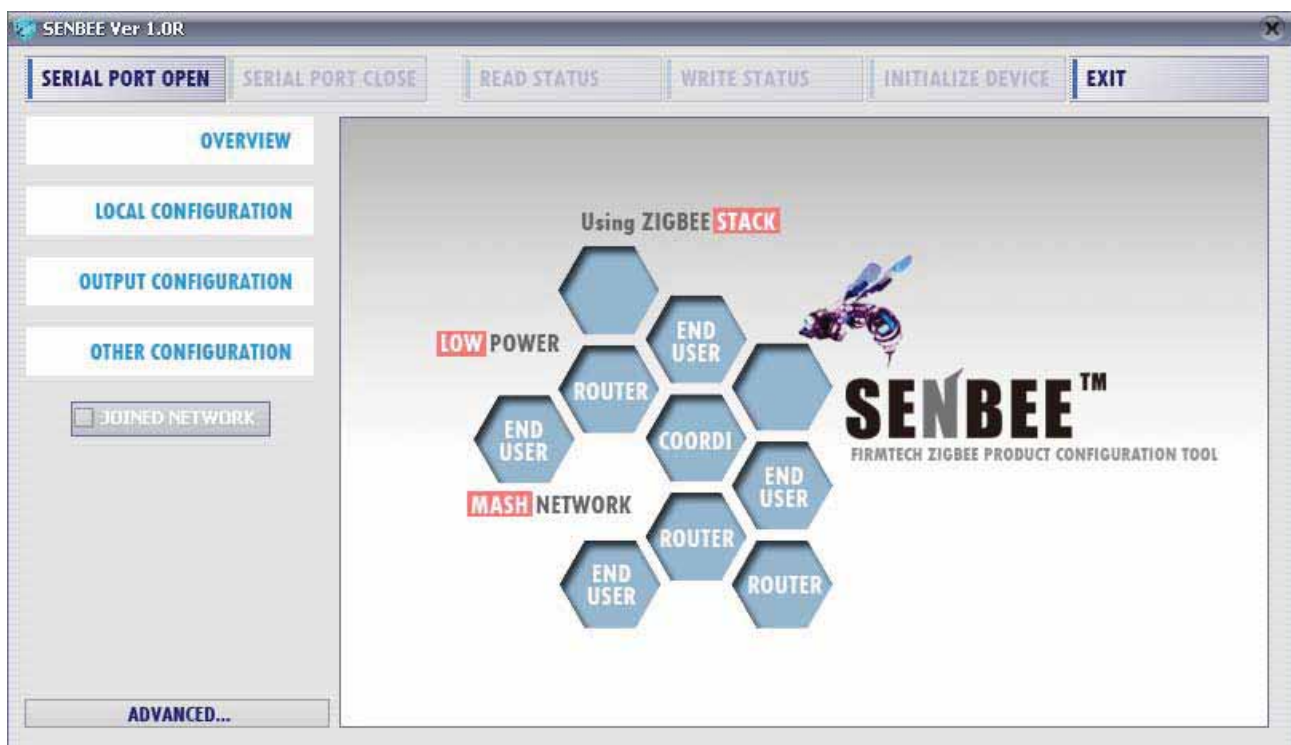 SENBEE Ver 1.0R
SERIAL PORT OPEN
SERIAL PORT CLOSE
READ STATUS
WRITE STATUS
INITIALIZE DEVICE
EXIT
OVERVIEW
LOCAL CONFIGURATION
OUTPUT CONFIGURATION
OTHER CONFIGURATION
JOINED NETWORK
ADVANCED...
Using ZIGBEE STACK
LOW POWER
MASH NETWORK
END
USER
ROUTER
END
USER
COORDI
END
USER
ROUTER
END
USER
ROUTER
SENBEE™
FIRMTECH ZIGBEE PRODUCT CONFIGURATION TOOL